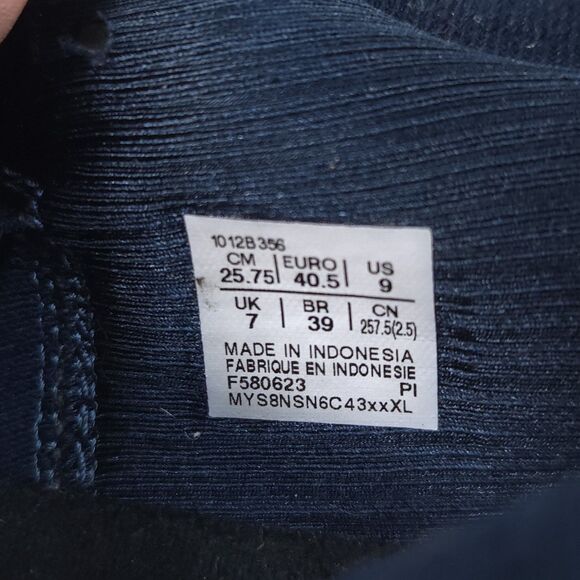 1012B356
CM | EURO | US
25.75 | 40.5 | 9
UK | BR | CN
7 | 39 | 257.5(2.5)
MADE IN INDONESIA
FABRIQUE EN INDONESIE
F580623 PI
MYS8NSN6C43xxXL